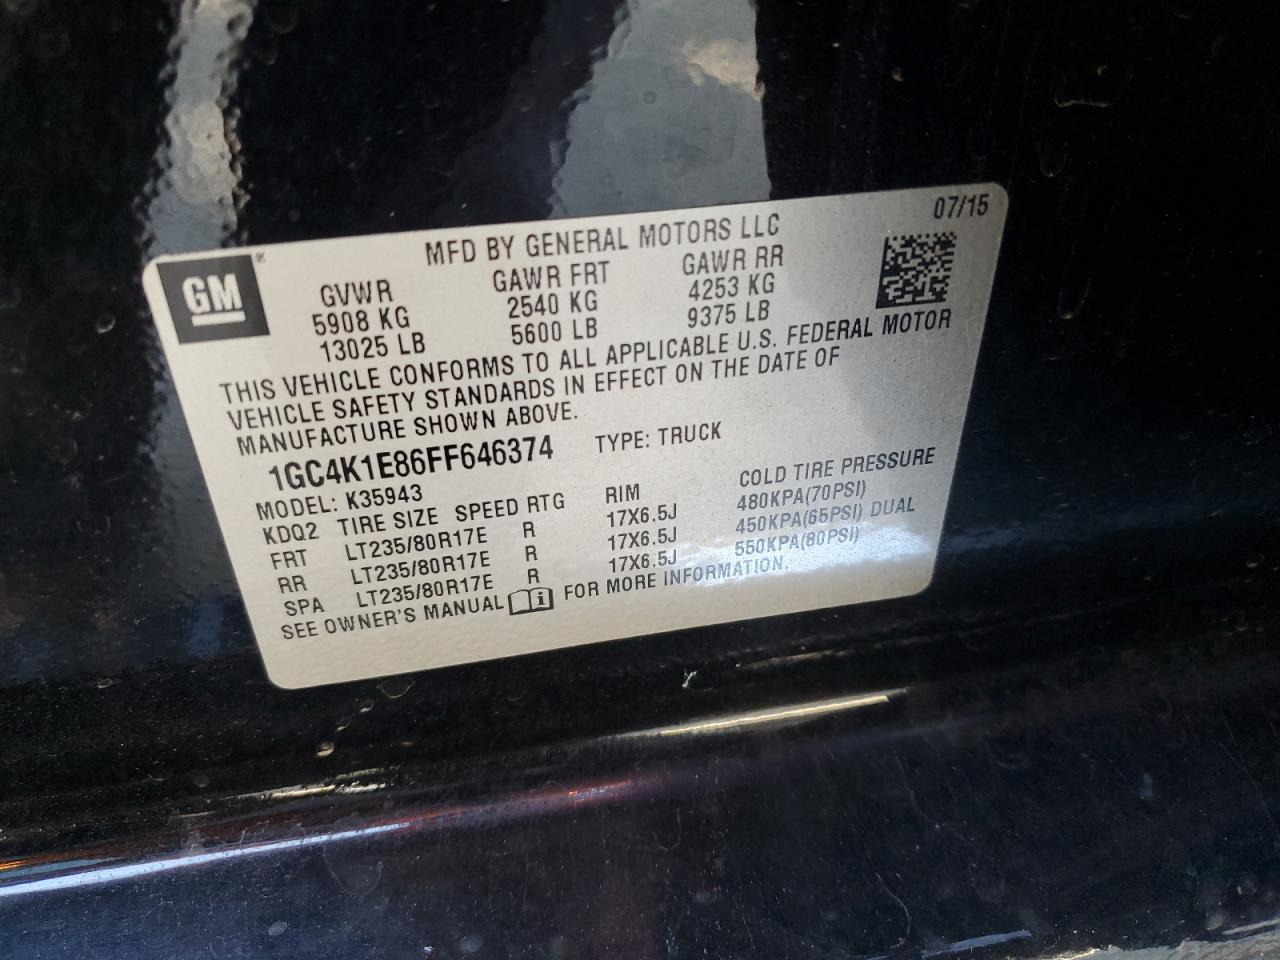 07/15
MFD BY GENERAL MOTORS LLC
GM®
GVWR GAWR FRT GAWR RR
5908 KG 2540 KG 4253 KG
13025 LB 5600 LB 9375 LB
THIS VEHICLE CONFORMS TO ALL APPLICABLE U.S. FEDERAL MOTOR
VEHICLE SAFETY STANDARDS IN EFFECT ON THE DATE OF
MANUFACTURE SHOWN ABOVE.
1GC4K1E86FF646374 TYPE: TRUCK
MODEL: K35943
KDQ2 TIRE SIZE SPEED RTG RIM COLD TIRE PRESSURE
FRT LT235/80R17E R 17X6.5J 480KPA(70PSI)
RR LT235/80R17E R 17X6.5J 450KPA(65PSI) DUAL
SPA LT235/80R17E R 17X6.5J 550KPA(80PSI)
SEE OWNER'S MANUAL i FOR MORE INFORMATION.